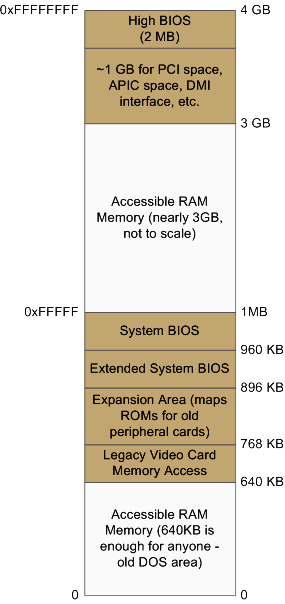 0xFFFFFFFF
4 GB
High BIOS
(2 MB)
~1 GB for PCI space,
APIC space, DMI
interface, etc.
3 GB
Accessible RAM
Memory (nearly 3GB,
not to scale)
0xFFFFF
1MB
System BIOS
960 KB
Extended System BIOS
896 KB
Expansion Area (maps
ROMs for old
peripheral cards)
768 KB
Legacy Video Card
Memory Access
640 KB
Accessible RAM
Memory (640KB is
enough for anyone -
old DOS area)
0
0